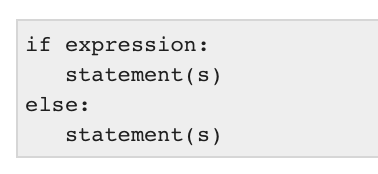 if expression:
   statement(s)
else:
   statement(s)